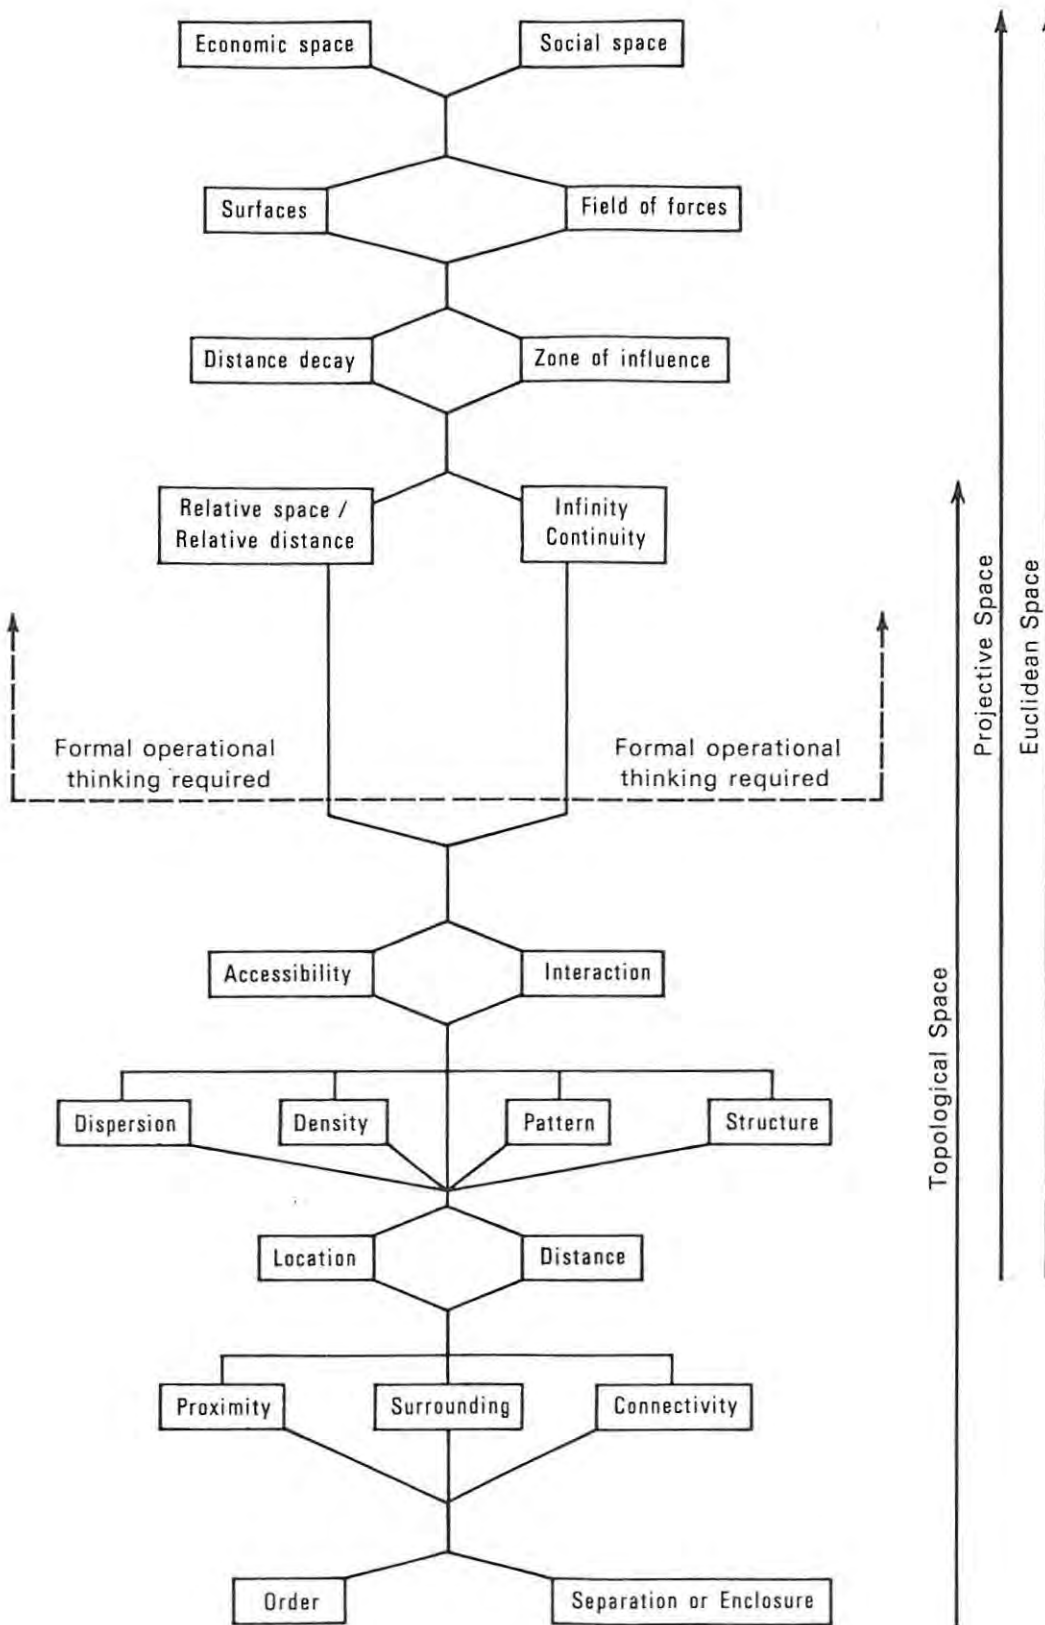 Economic space
Social space
Surfaces
Field of forces
Distance decay
Zone of influence
Relative space /
Relative distance
Infinity
Continuity
Formal operational
thinking required
Formal operational
thinking required
Accessibility
Interaction
Dispersion
Density
Pattern
Structure
Location
Distance
Proximity
Surrounding
Connectivity
Order
Separation or Enclosure
Topological Space
Projective Space
Euclidean Space